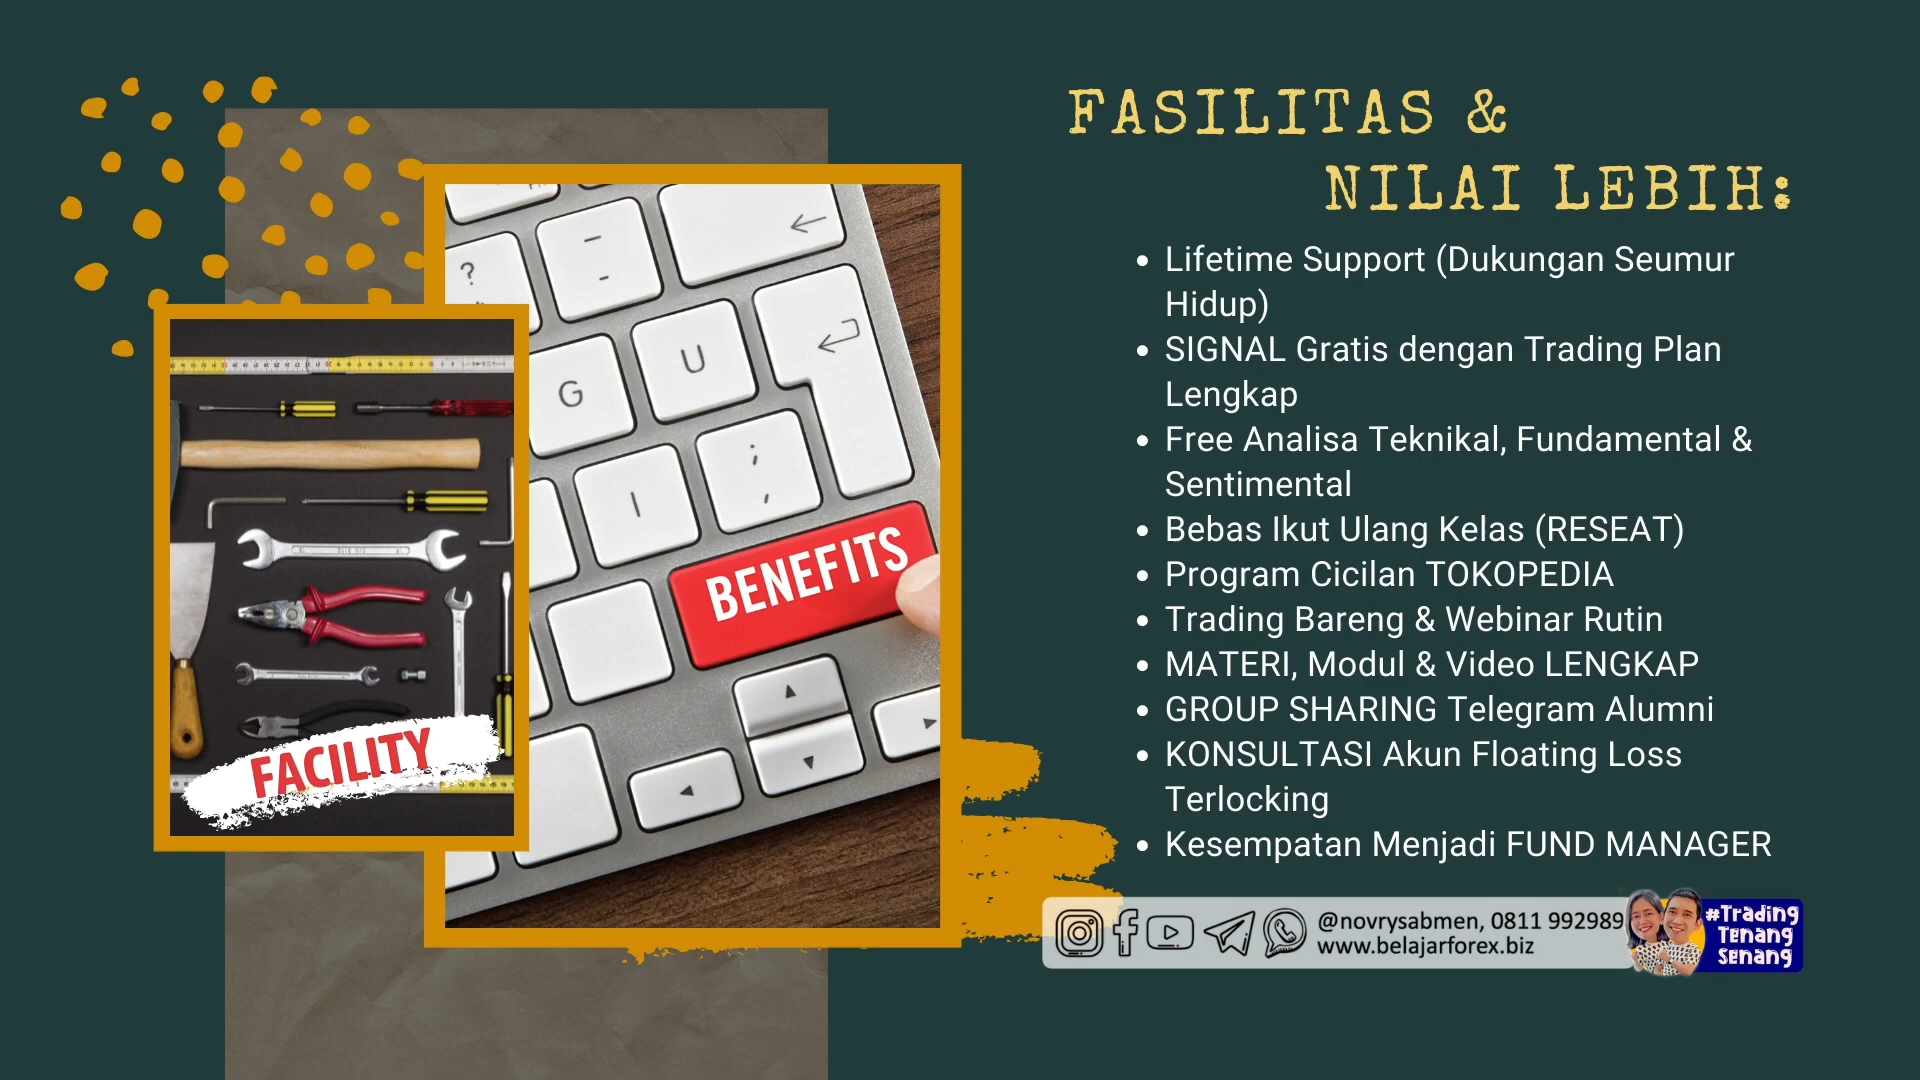 FASILITAS &
NILAI LEBIH:
• Lifetime Support (Dukungan Seumur
Hidup)
• SIGNAL Gratis dengan Trading Plan
Lengkap
• Free Analisa Teknikal, Fundamental &
Sentimental
• Bebas Ikut Ulang Kelas (RESEAT)
• Program Cicilan TOKOPEDIA
• Trading Bareng & Webinar Rutin
• MATERI, Modul & Video LENGKAP
• GROUP SHARING Telegram Alumni
• KONSULTASI Akun Floating Loss
Terlocking
• Kesempatan Menjadi FUND MANAGER
?
G
U
I
;
,
BENEFITS
FACILITY
@novrysabmen, 0811 992989
www.belajarforex.biz
#Trading
Tenang
Senang